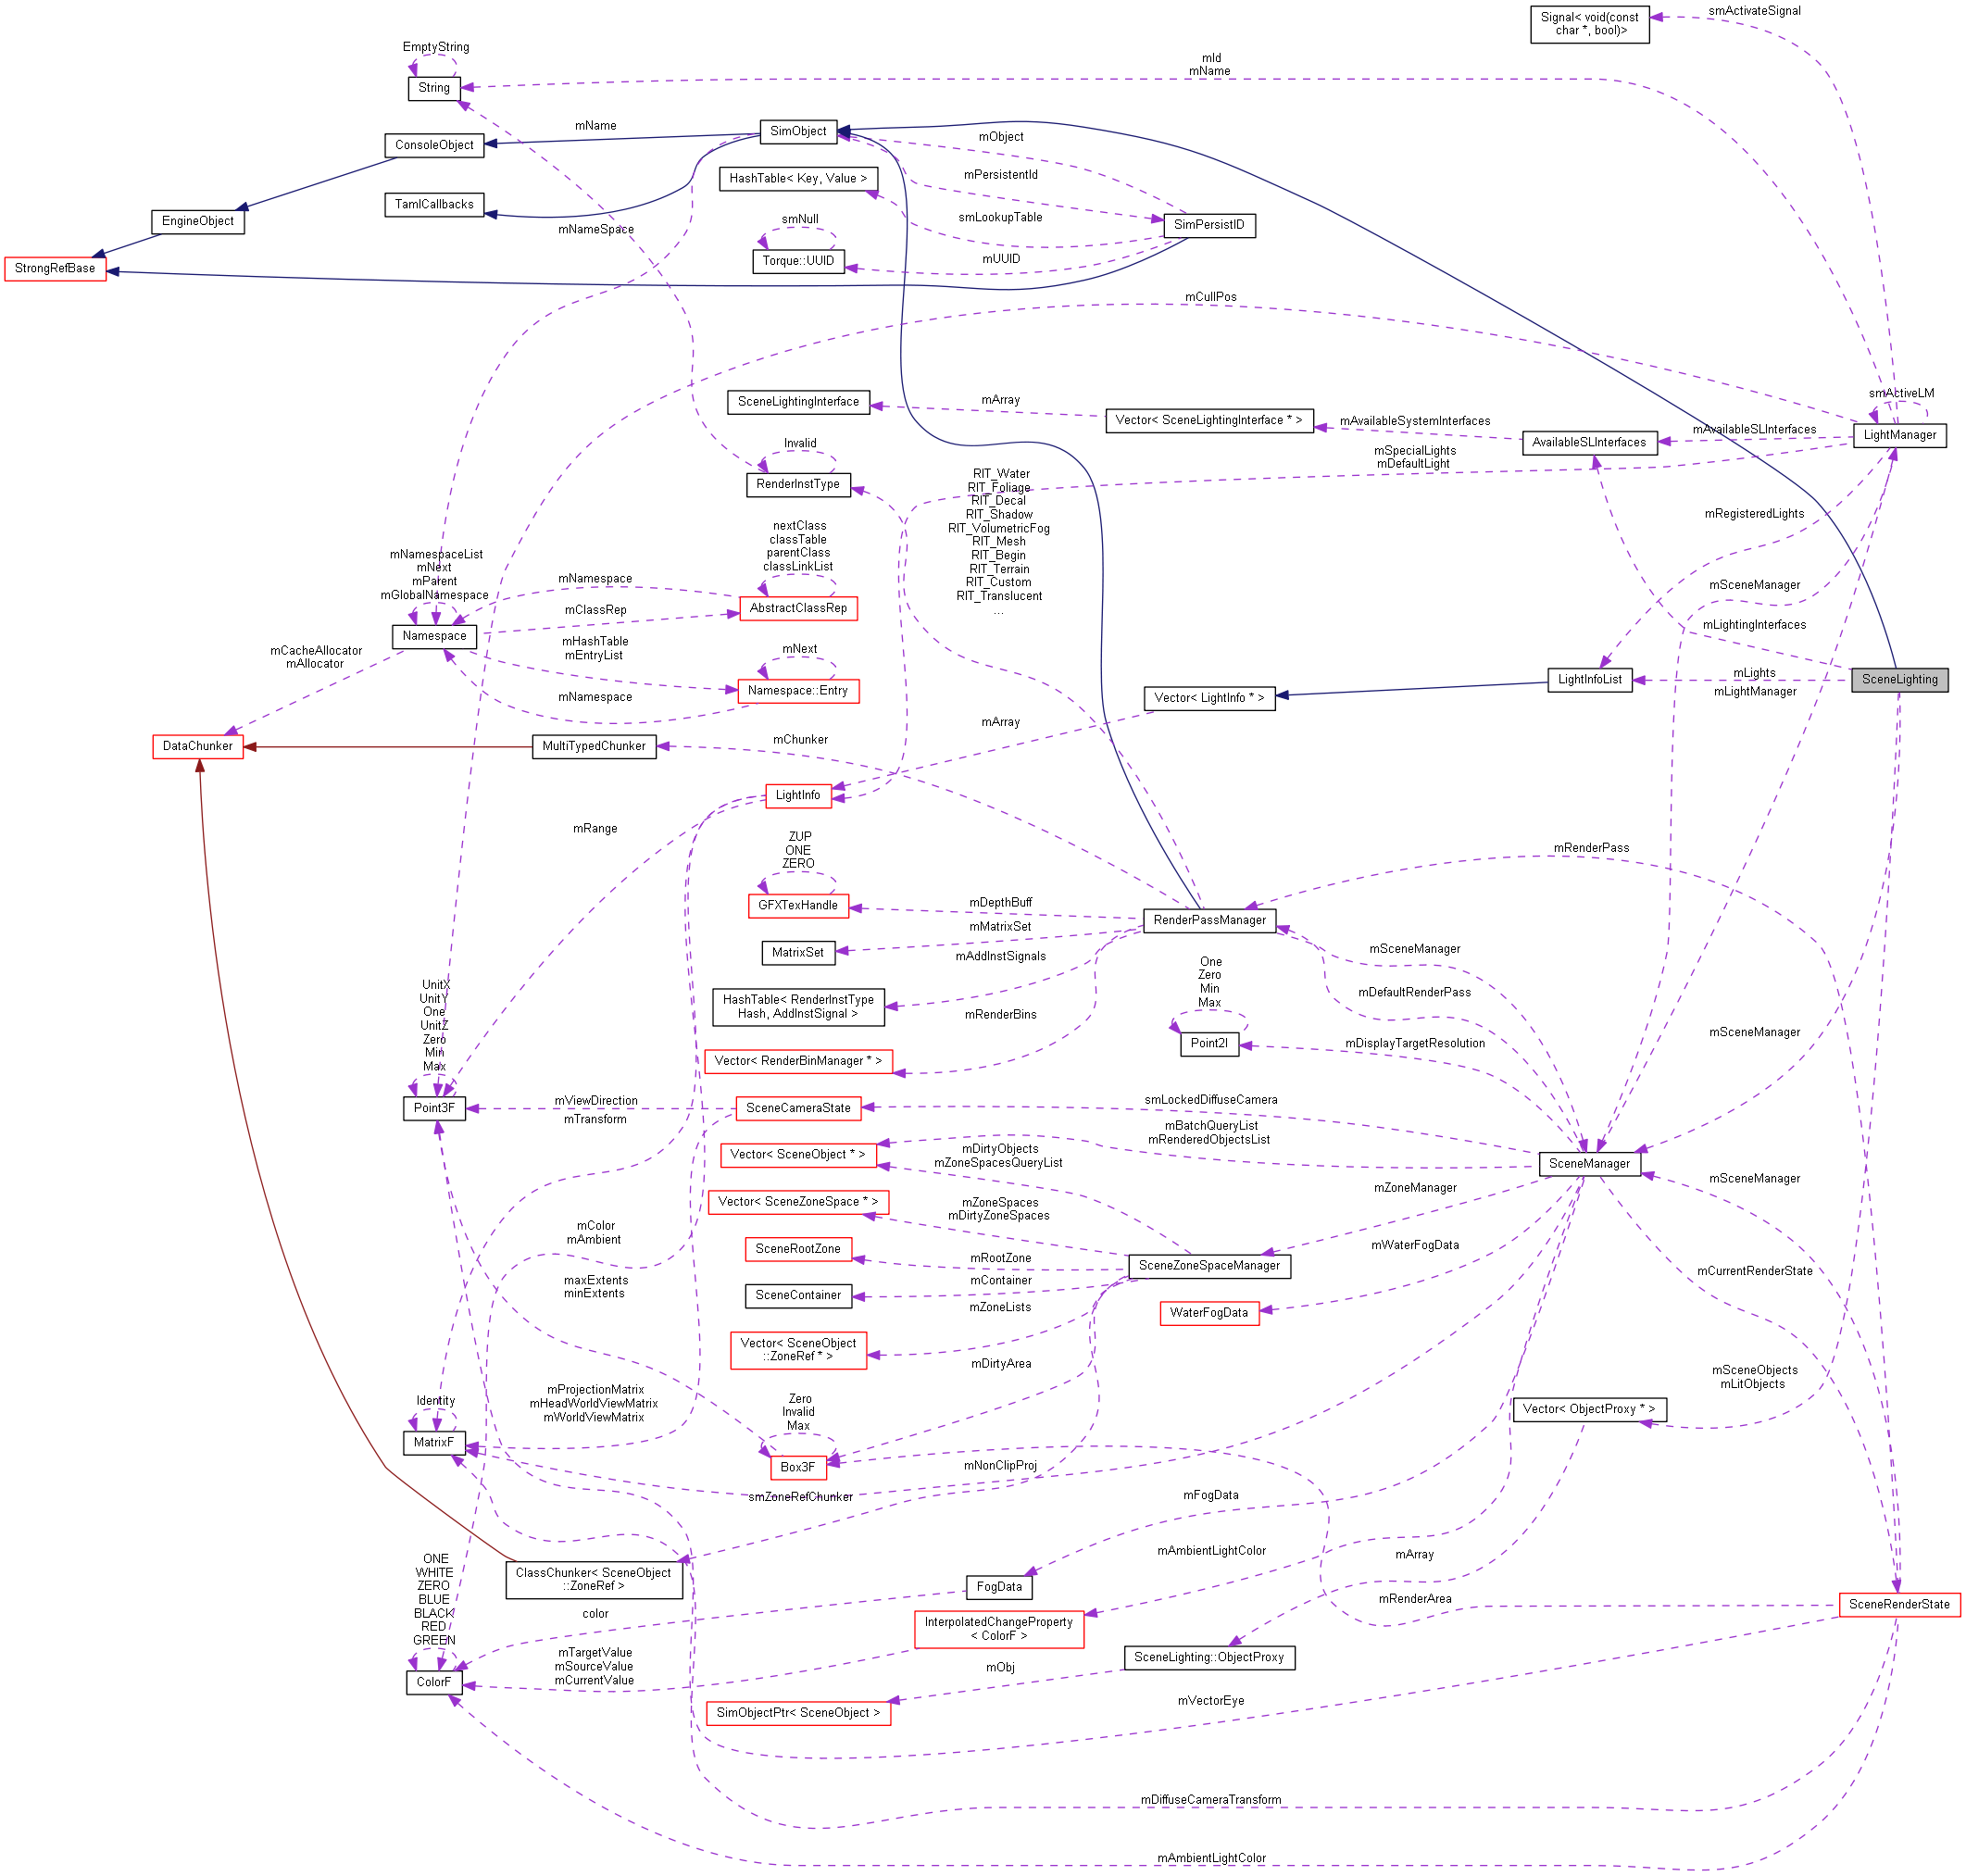 Signal< void(const
char *, bool)>
smActivateSignal
EmptyString
String
mId
mName
mName
SimObject
ConsoleObject
mObject
HashTable< Key, Value >
mPersistentId
TamlCallbacks
EngineObject
smNull
smLookupTable
SimPersistID
mNameSpace
Torque::UUID
mUUID
StrongRefBase
mCullPos
smActiveLM
SceneLightingInterface
mArray
Vector< SceneLightingInterface * >
mAvailableSystemInterfaces
AvailableSLInterfaces
mAvailableSLInterfaces
LightManager
Invalid
RenderInstType
mSpecialLights
mDefaultLight
RIT_Water
RIT_Foliage
RIT_Decal
RIT_Shadow
RIT_VolumetricFog
RIT_Mesh
RIT_Begin
RIT_Terrain
RIT_Custom
RIT_Translucent
...
mRegisteredLights
nextClass
classTable
parentClass
classLinkList
mNamespaceList
mNext
mParent
mGlobalNamespace
mNamespace
AbstractClassRep
mClassRep
mSceneManager
Namespace
mLightingInterfaces
mCacheAllocator
mAllocator
mHashTable
mEntryList
mNext
Namespace::Entry
mNamespace
LightInfoList
mLights
SceneLighting
mLightManager
Vector< LightInfo * >
mArray
DataChunker
MultiTypedChunker
mChunker
LightInfo
mRange
ZUP
ONE
ZERO
GFXTexHandle
mDepthBuff
mRenderPass
RenderPassManager
mMatrixSet
MatrixSet
mAddInstSignals
mSceneManager
One
Zero
Min
Max
HashTable< RenderInstType
Hash, AddInstSignal >
mRenderBins
mDefaultRenderPass
UnitX
UnitY
One
UnitZ
Zero
Min
Max
Point2I
mDisplayTargetResolution
mSceneManager
Vector< RenderBinManager * >
Point3F
mViewDirection
mTransform
SceneCameraState
smLockedDiffuseCamera
mBatchQueryList
mRenderedObjectsList
Vector< SceneObject * >
mDirtyObjects
mZoneSpacesQueryList
SceneManager
mSceneManager
Vector< SceneZoneSpace * >
mZoneSpaces
mDirtyZoneSpaces
mZoneManager
mColor
mAmbient
SceneRootZone
mRootZone
SceneZoneSpaceManager
mWaterFogData
mCurrentRenderState
maxExtents
minExtents
SceneContainer
mContainer
mZoneLists
WaterFogData
Vector< SceneObject
::ZoneRef * >
mDirtyArea
mSceneObjects
mLitObjects
mProjectionMatrix
mHeadWorldViewMatrix
mWorldViewMatrix
Identity
Zero
Invalid
Max
Vector< ObjectProxy * >
MatrixF
Box3F
mNonClipProj
smZoneRefChunker
mFogData
ONE
WHITE
ZERO
BLUE
BLACK
RED
GREEN
ClassChunker< SceneObject
::ZoneRef >
mAmbientLightColor
mArray
FogData
color
InterpolatedChangeProperty
< ColorF >
mRenderArea
SceneRenderState
mTargetValue
mSourceValue
mCurrentValue
SceneLighting::ObjectProxy
mObj
ColorF
SimObjectPtr< SceneObject >
mVectorEye
mDiffuseCameraTransform
mAmbientLightColor